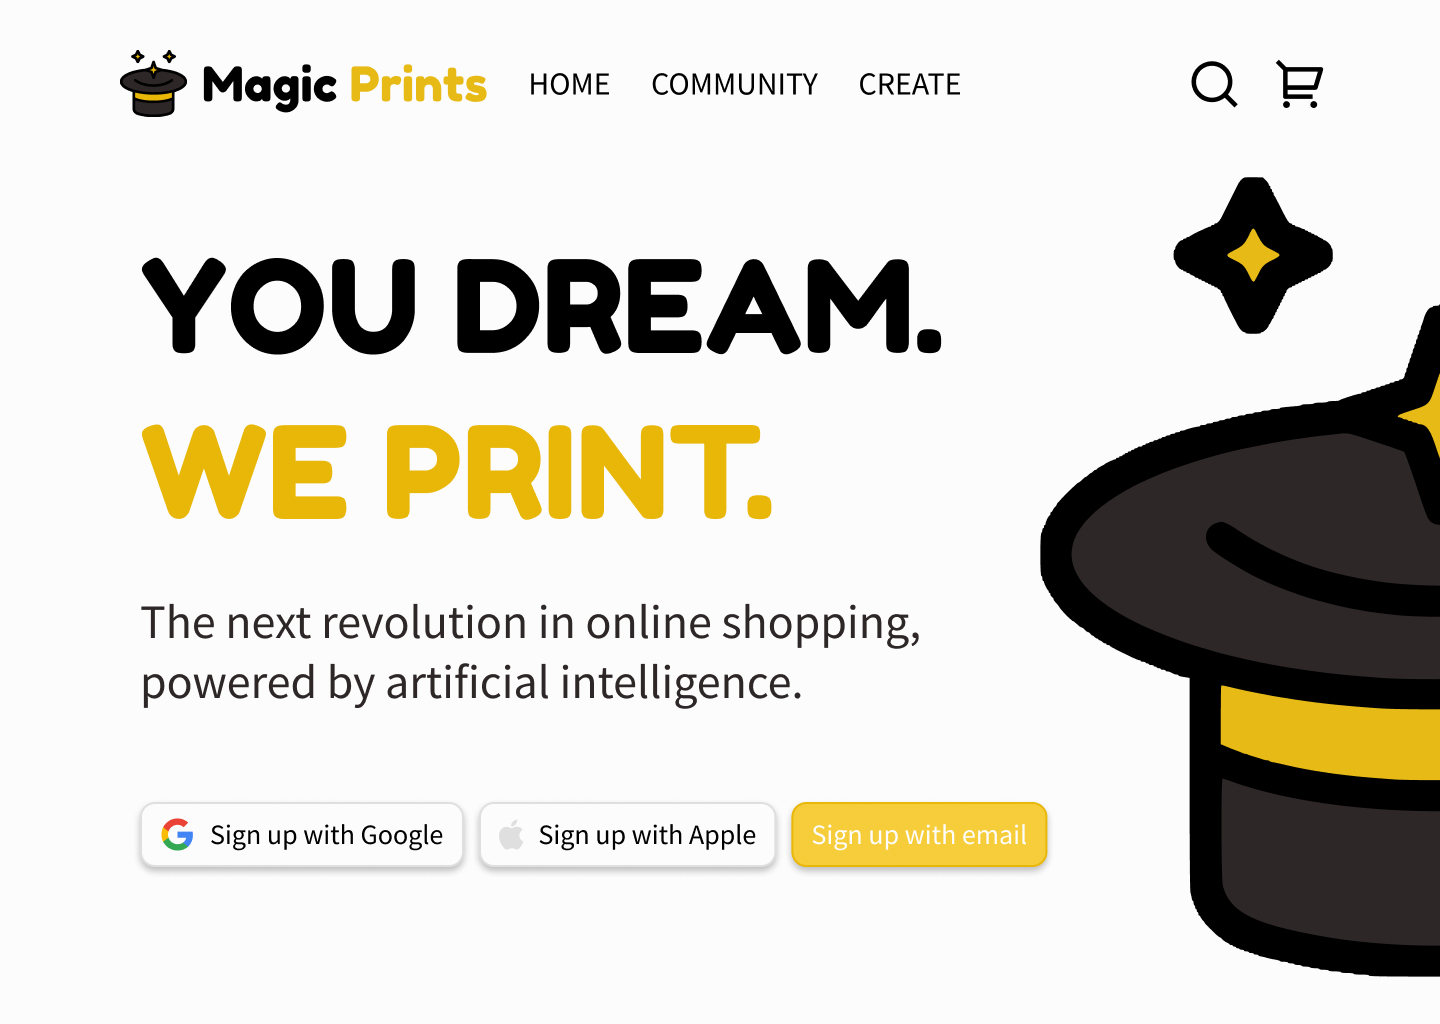 Magic Prints
HOME
COMMUNITY
CREATE
YOU DREAM.
WE PRINT.
The next revolution in online shopping,
powered by artificial intelligence.
Sign up with Google
Sign up with Apple
Sign up with email